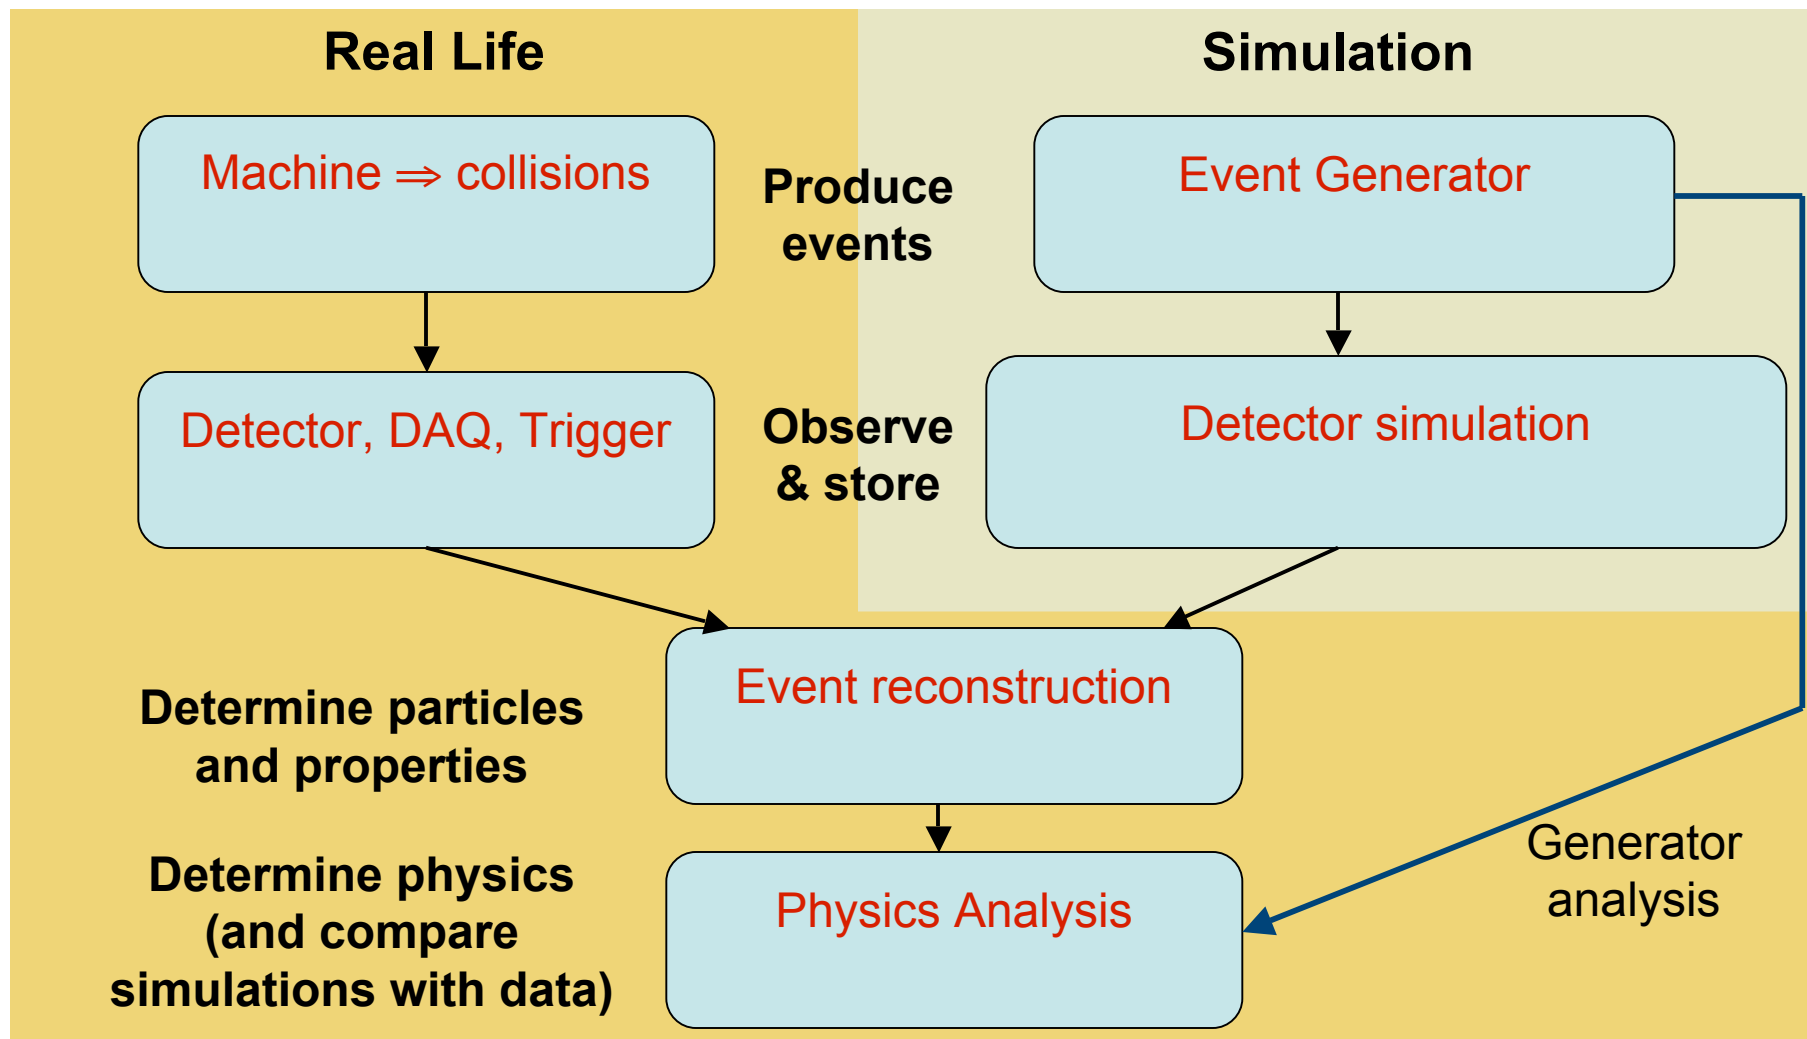 Real Life
Simulation
Machine ⇒ collisions
Produce
events
Event Generator
Detector, DAQ, Trigger
Observe
& store
Detector simulation
Determine particles
and properties
Event reconstruction
Determine physics
(and compare
simulations with data)
Physics Analysis
Generator
analysis